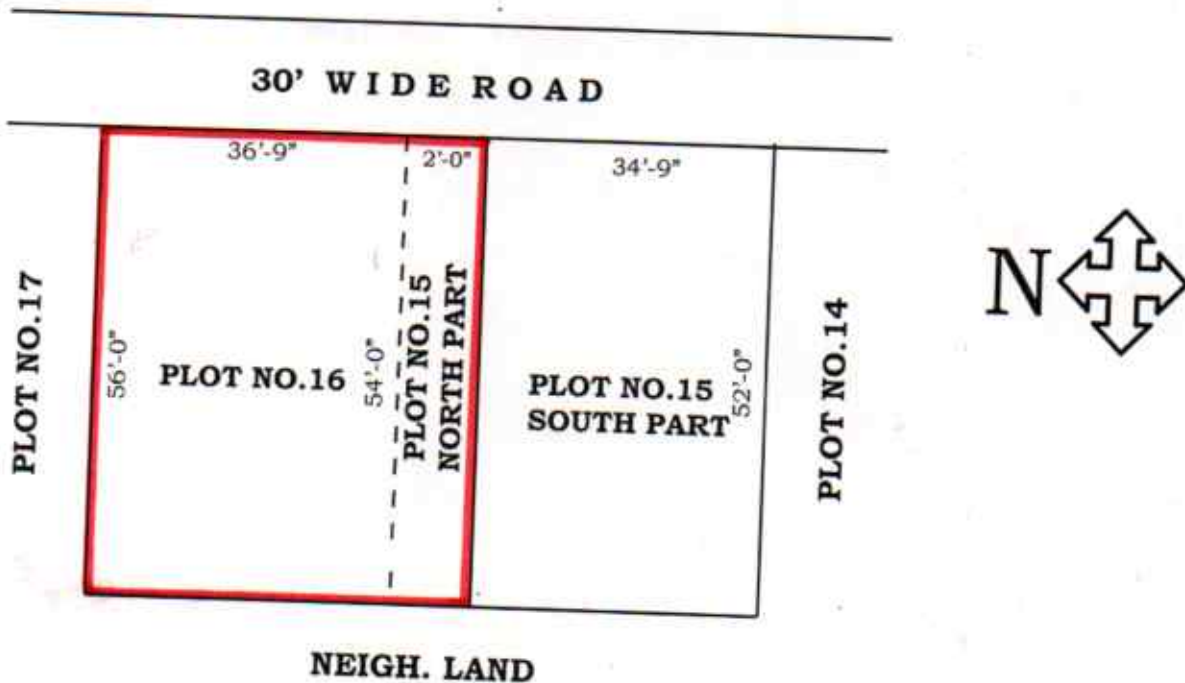 30' WIDE ROAD
36'-9"
2'-0"
34'-9"
PLOT NO.17
56'-0"
PLOT NO.16
54'-0"
PLOT NO.15
NORTH PART
PLOT NO.15
SOUTH PART
52'-0"
PLOT NO.14
N
NEIGH. LAND